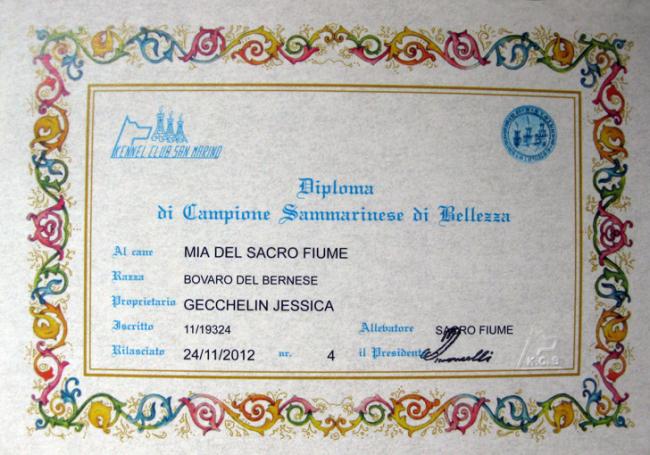 KENNEL CLUB SAN MARINO
Diploma
di Campione Sammarinese di Bellezza
Al cane MIA DEL SACRO FIUME
Razza BOVARO DEL BERNESE
Proprietario GECCHELIN JESSICA
Iscritto 11/19324 Allevatore SACRO FIUME
Rilasciato 24/11/2012 nr. 4 il Presidente
K.C.S